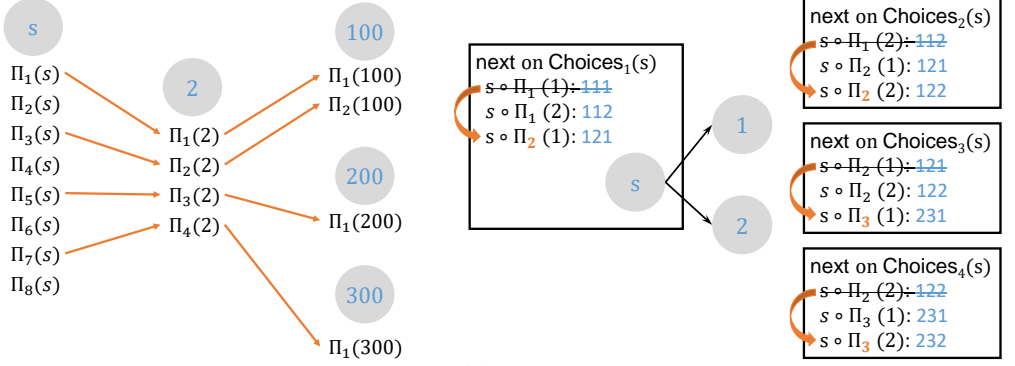 s
Π₁(s)
Π₂(s)
Π₃(s)
Π₄(s)
Π₅(s)
Π₆(s)
Π₇(s)
Π₈(s)
2
Π₁(2)
Π₂(2)
Π₃(2)
Π₄(2)
100
Π₁(100)
Π₂(100)
200
Π₁(200)
300
Π₁(300)
next on Choices₁(s)
s ∘ Π₁ (1): 111
s ∘ Π₁ (2): 112
s ∘ Π₂ (1): 121
s
1
2
next on Choices₂(s)
s ∘ Π₁ (2): 112
s ∘ Π₂ (1): 121
s ∘ Π₂ (2): 122
next on Choices₃(s)
s ∘ Π₂ (1): 121
s ∘ Π₂ (2): 122
s ∘ Π₃ (1): 231
next on Choices₄(s)
s ∘ Π₂ (2): 122
s ∘ Π₃ (1): 231
s ∘ Π₃ (2): 232